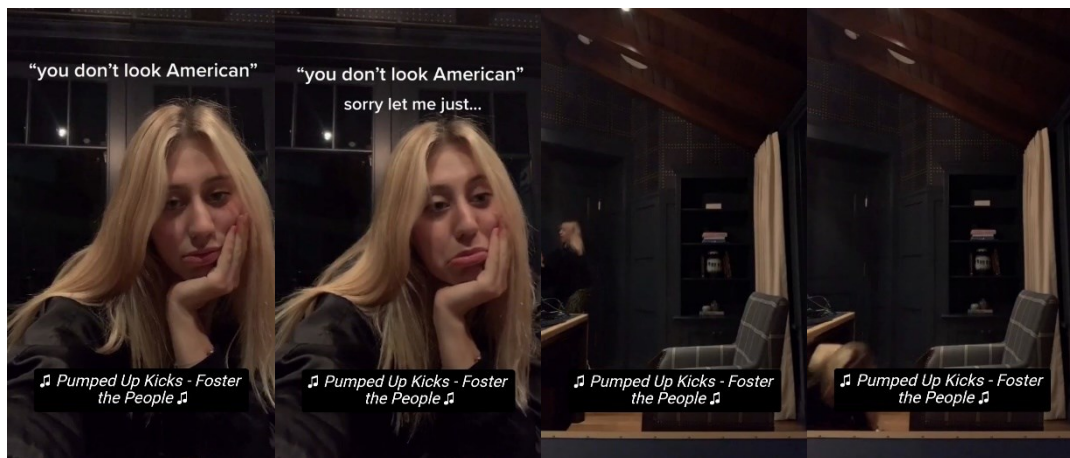 “you don’t look American”
♫ Pumped Up Kicks - Foster
the People ♫
“you don’t look American”
sorry let me just...
♫ Pumped Up Kicks - Foster
the People ♫
♫ Pumped Up Kicks - Foster
the People ♫
♫ Pumped Up Kicks - Foster
the People ♫